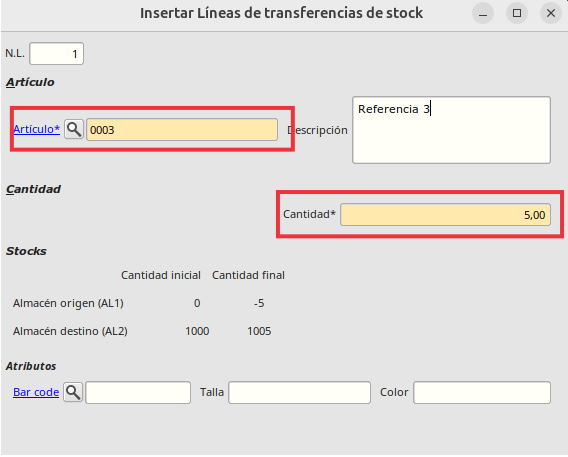 Insertar Líneas de transferencias de stock
N.L. 1
Artículo
Artículo* 0003 Descripción Referencia 3
Cantidad
Cantidad* 5,00
Stocks
Cantidad inicial Cantidad final
Almacén origen (AL1) 0 -5
Almacén destino (AL2) 1000 1005
Atributos
Bar code Talla Color